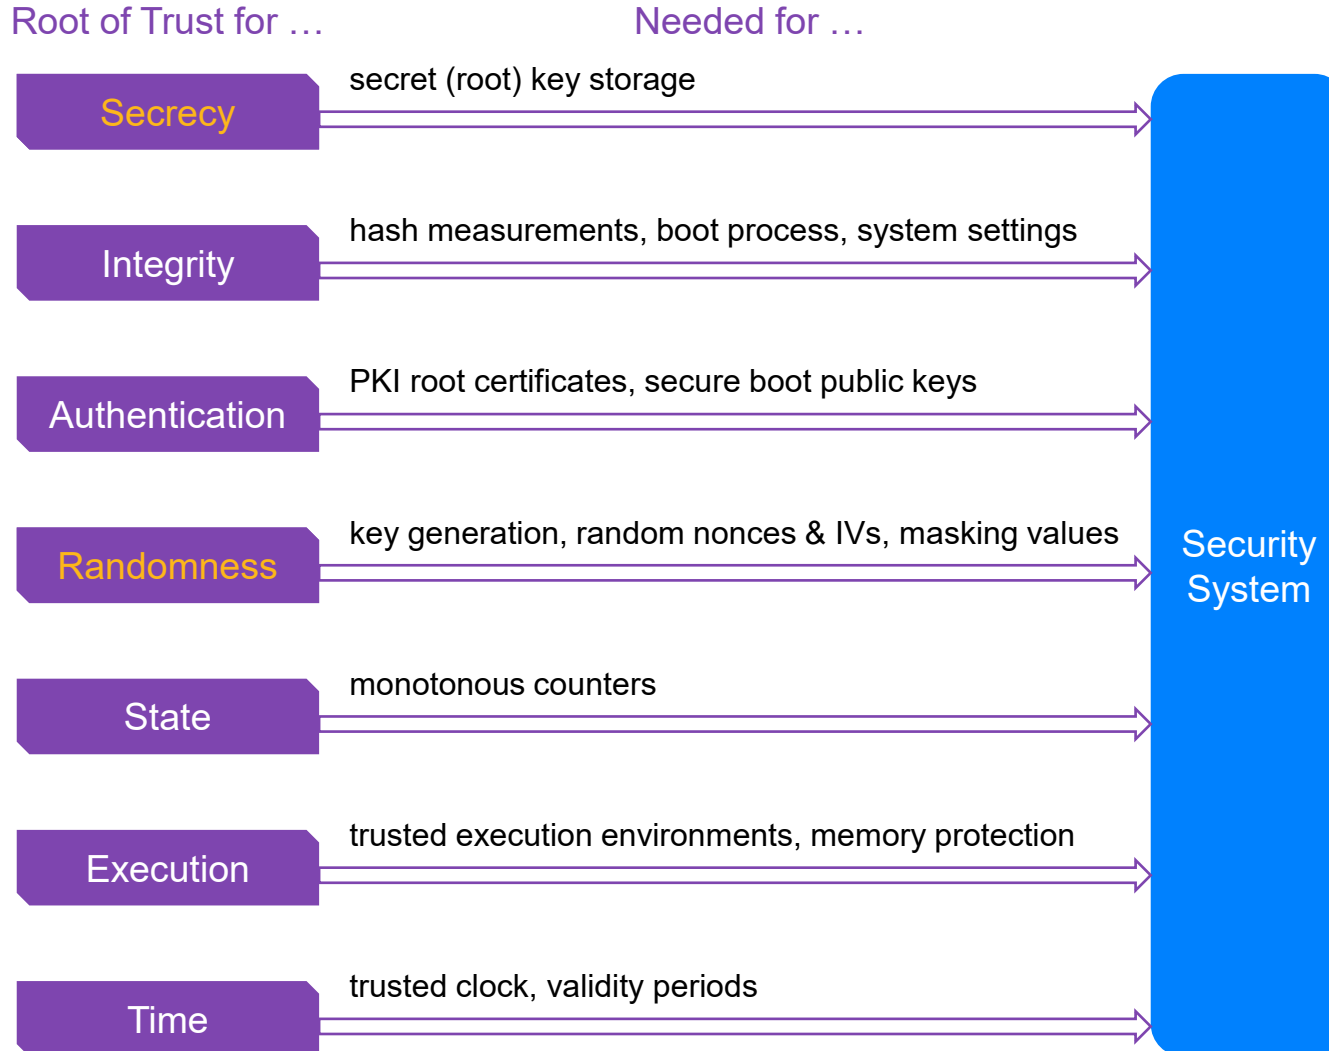 Root of Trust for …
Needed for …
Secrecy
secret (root) key storage
Integrity
hash measurements, boot process, system settings
Authentication
PKI root certificates, secure boot public keys
Randomness
key generation, random nonces & IVs, masking values
State
monotonous counters
Execution
trusted execution environments, memory protection
Time
trusted clock, validity periods
Security
System